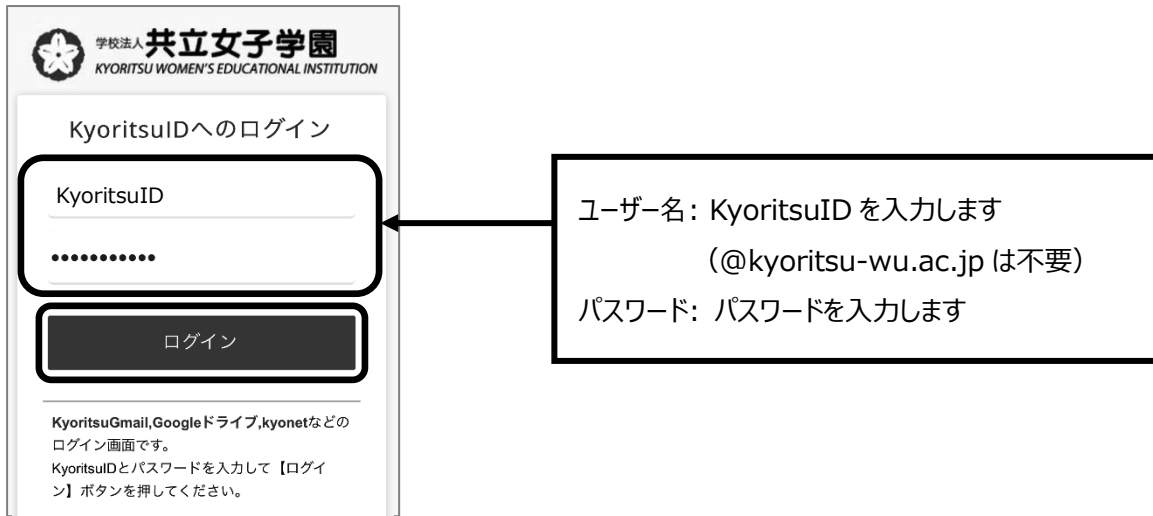 学校法人共立女子学園
KYORITSU WOMEN'S EDUCATIONAL INSTITUTION
KyoritsuIDへのログイン
KyoritsuID
•••••••••••
ログイン
KyoritsuGmail,Googleドライブ,kyonetなどの
ログイン画面です。
KyoritsuIDとパスワードを入力して【ログイ
ン】ボタンを押してください。
ユーザー名: KyoritsuID を入力します
（@kyoritsu-wu.ac.jp は不要）
パスワード: パスワードを入力します